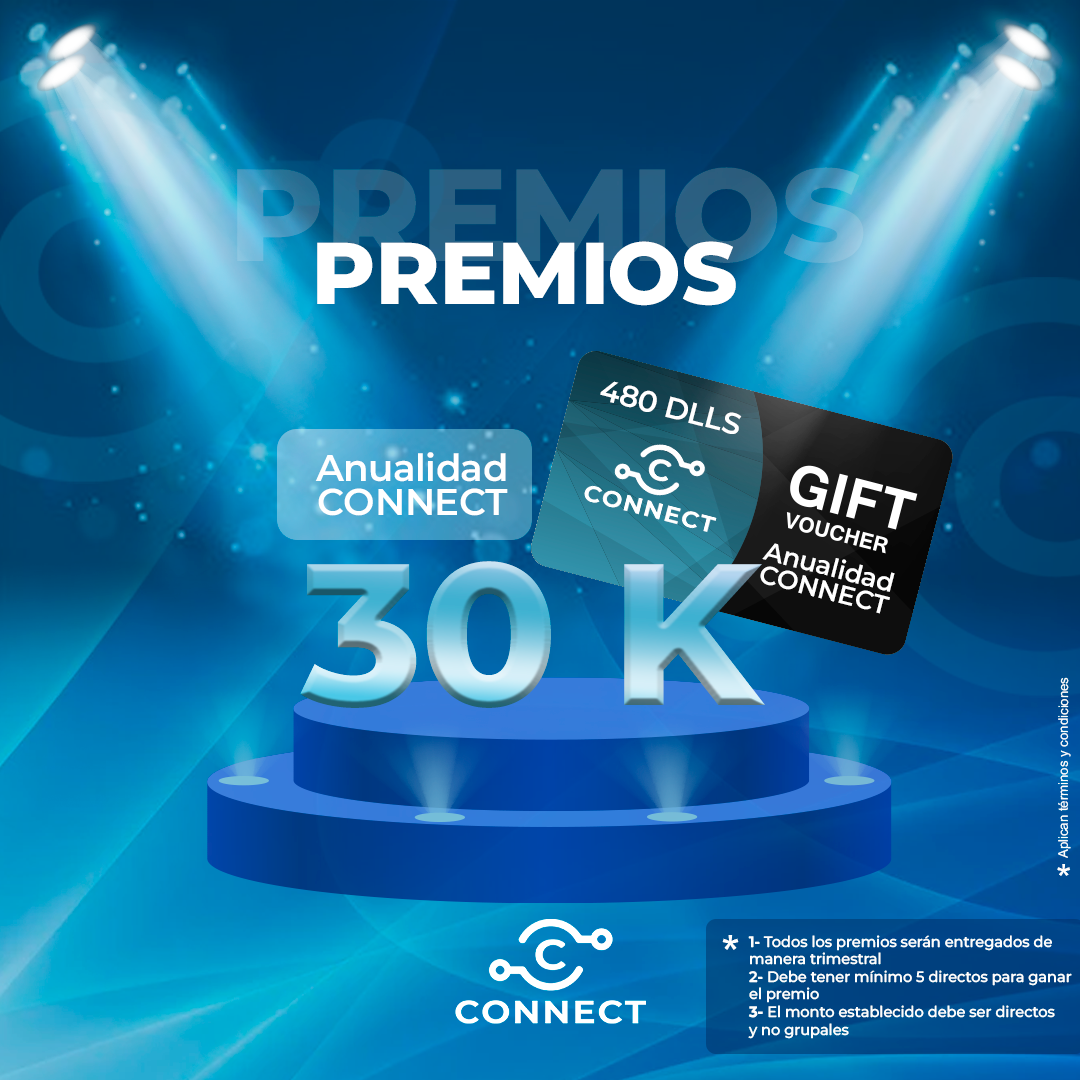 PREMIOS
PREMIOS
480 DLLS
C
CONNECT
GIFT
VOUCHER
Anualidad
CONNECT
Anualidad
CONNECT
30 K
* Aplican términos y condiciones
C
CONNECT
* 1- Todos los premios serán entregados de
manera trimestral
2- Debe tener mínimo 5 directos para ganar
el premio
3- El monto establecido debe ser directos
y no grupales